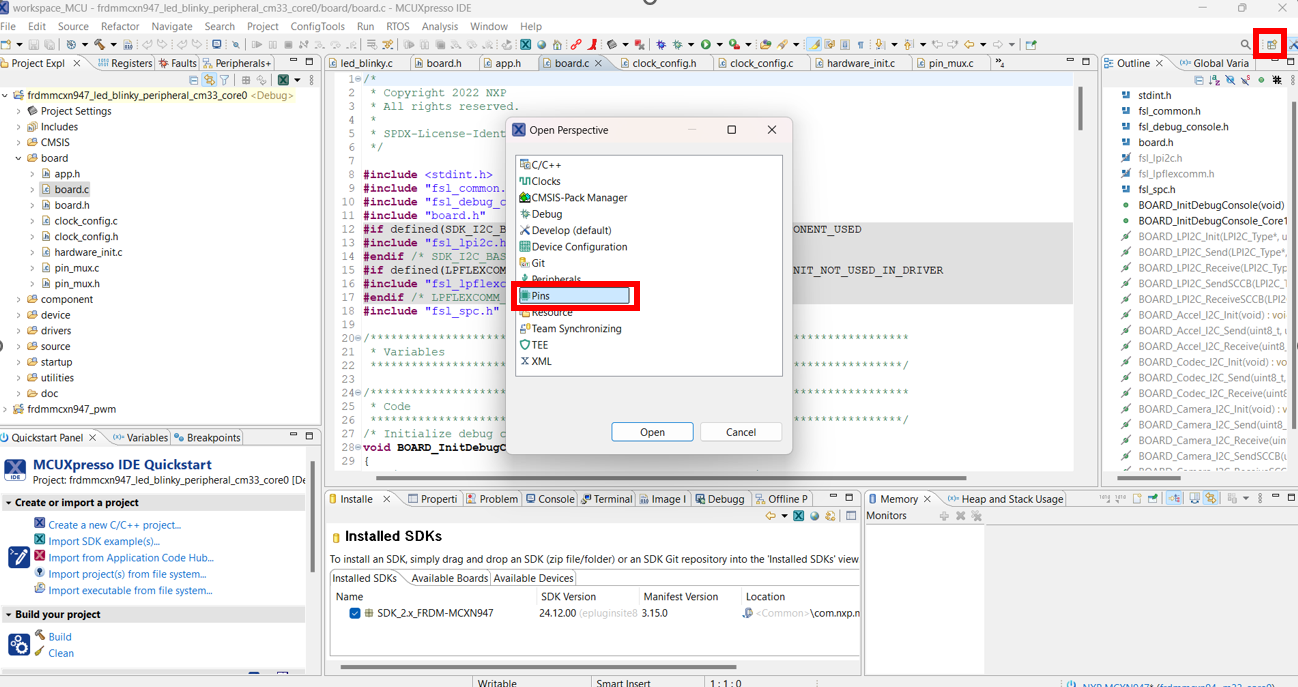 workspace_MCU - frdmmcxn947_led_blinky_peripheral_cm33_core0/board/board.c - MCUXpresso IDE
File Edit Source Refactor Navigate Search Project ConfigTools Run RTOS Analysis Window Help
Project Expl Registers Faults Peripherals+
frdmmcxn947_led_blinky_peripheral_cm33_core0 <Debug>
Project Settings
Includes
CMSIS
board
app.h
board.c
board.h
clock_config.c
clock_config.h
hardware_init.c
pin_mux.c
pin_mux.h
component
device
drivers
source
startup
utilities
doc
frdmmcxn947_pwm
led_blinky.c board.h app.h board.c clock_config.h clock_config.c hardware_init.c pin_mux.c
1 /*
2 * Copyright 2022 NXP
3 * All rights reserved.
4 *
5 * SPDX-License-Ident
6 */
7
8 #include <stdint.h>
9 #include "fsl_common.
10 #include "fsl_debug_c
11 #include "board.h"
12 #if defined(SDK_I2C_B ONENT_USED
13 #include "fsl_lpi2c.h
14 #endif /* SDK_I2C_BAS
15 #if defined(LPFLEXCOM NIT_NOT_USED_IN_DRIVER
16 #include "fsl_lpflexc
17 #endif /* LPFLEXCOMM_
18 #include "fsl_spc.h"
19
20 /******************************************************************************
21 * Variables
22 ******************************************************************************/
23
24 /******************************************************************************
25 * Code
26 ******************************************************************************/
27 /* Initialize debug c
28 void BOARD_InitDebugC
29 {
Open Perspective
C/C++
Clocks
CMSIS-Pack Manager
Debug
Develop (default)
Device Configuration
Git
Peripherals
Pins
Resource
Team Synchronizing
TEE
XML
Open Cancel
Outline Global Varia
stdint.h
fsl_common.h
fsl_debug_console.h
board.h
fsl_lpi2c.h
fsl_lpflexcomm.h
fsl_spc.h
BOARD_InitDebugConsole(void)
BOARD_InitDebugConsole_Core1
BOARD_LPI2C_Init(LPI2C_Type*, u
BOARD_LPI2C_Send(LPI2C_Type*,
BOARD_LPI2C_Receive(LPI2C_Typ
BOARD_LPI2C_SendSCCB(LPI2C_
BOARD_LPI2C_ReceiveSCCB(LPI2
BOARD_Accel_I2C_Init(void) : voi
BOARD_Accel_I2C_Send(uint8_t, u
BOARD_Accel_I2C_Receive(uint8_
BOARD_Codec_I2C_Init(void) : vo
BOARD_Codec_I2C_Send(uint8_t,
BOARD_Codec_I2C_Receive(uint8
BOARD_Camera_I2C_Init(void) : v
BOARD_Camera_I2C_Send(uint8_
BOARD_Camera_I2C_Receive(uin
BOARD_Camera_I2C_SendSCCB(u
BOARD_Camera_I2C_ReceiveSCC
Quickstart Panel Variables Breakpoints
MCUXpresso IDE Quickstart
Project: frdmmcxn947_led_blinky_peripheral_cm33_core0 [De
Create or import a project
Create a new C/C++ project...
Import SDK example(s)...
Import from Application Code Hub...
Import project(s) from file system...
Import executable from file system...
Build your project
Build
Clean
Installe Properti Problem Console Terminal Image I Debugg Offline P
Installed SDKs
To install an SDK, simply drag and drop an SDK (zip file/folder) or an SDK Git repository into the 'Installed SDKs' view
Installed SDKs Available Boards Available Devices
Name SDK Version Manifest Version Location
SDK_2.x_FRDM-MCXN947 24.12.00 (epluginsite8 3.15.0 <Common>\com.nxp.m
Memory Heap and Stack Usage
Monitors
Writable Smart Insert 1 : 1 : 0